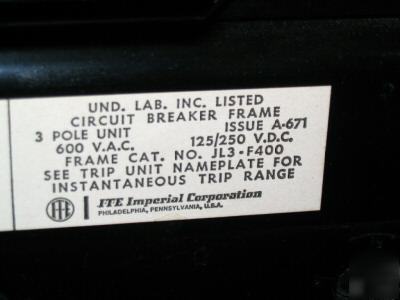 UND. LAB. INC. LISTED
CIRCUIT BREAKER FRAME
3 POLE UNIT ISSUE A-671
600 V.A.C. 125/250 V.D.C.
FRAME CAT. NO. JL3-F400
SEE TRIP UNIT NAMEPLATE FOR
INSTANTANEOUS TRIP RANGE
ITE | ITE Imperial Corporation
PHILADELPHIA, PENNSYLVANIA, U.S.A.